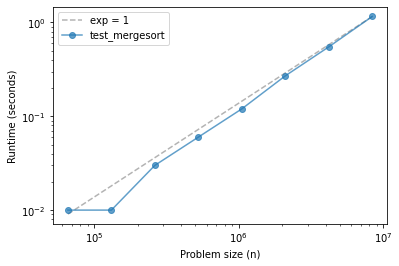 exp = 1
test_mergesort
Runtime (seconds)
10⁰
10⁻¹
10⁻²
10⁵
10⁶
10⁷
Problem size (n)